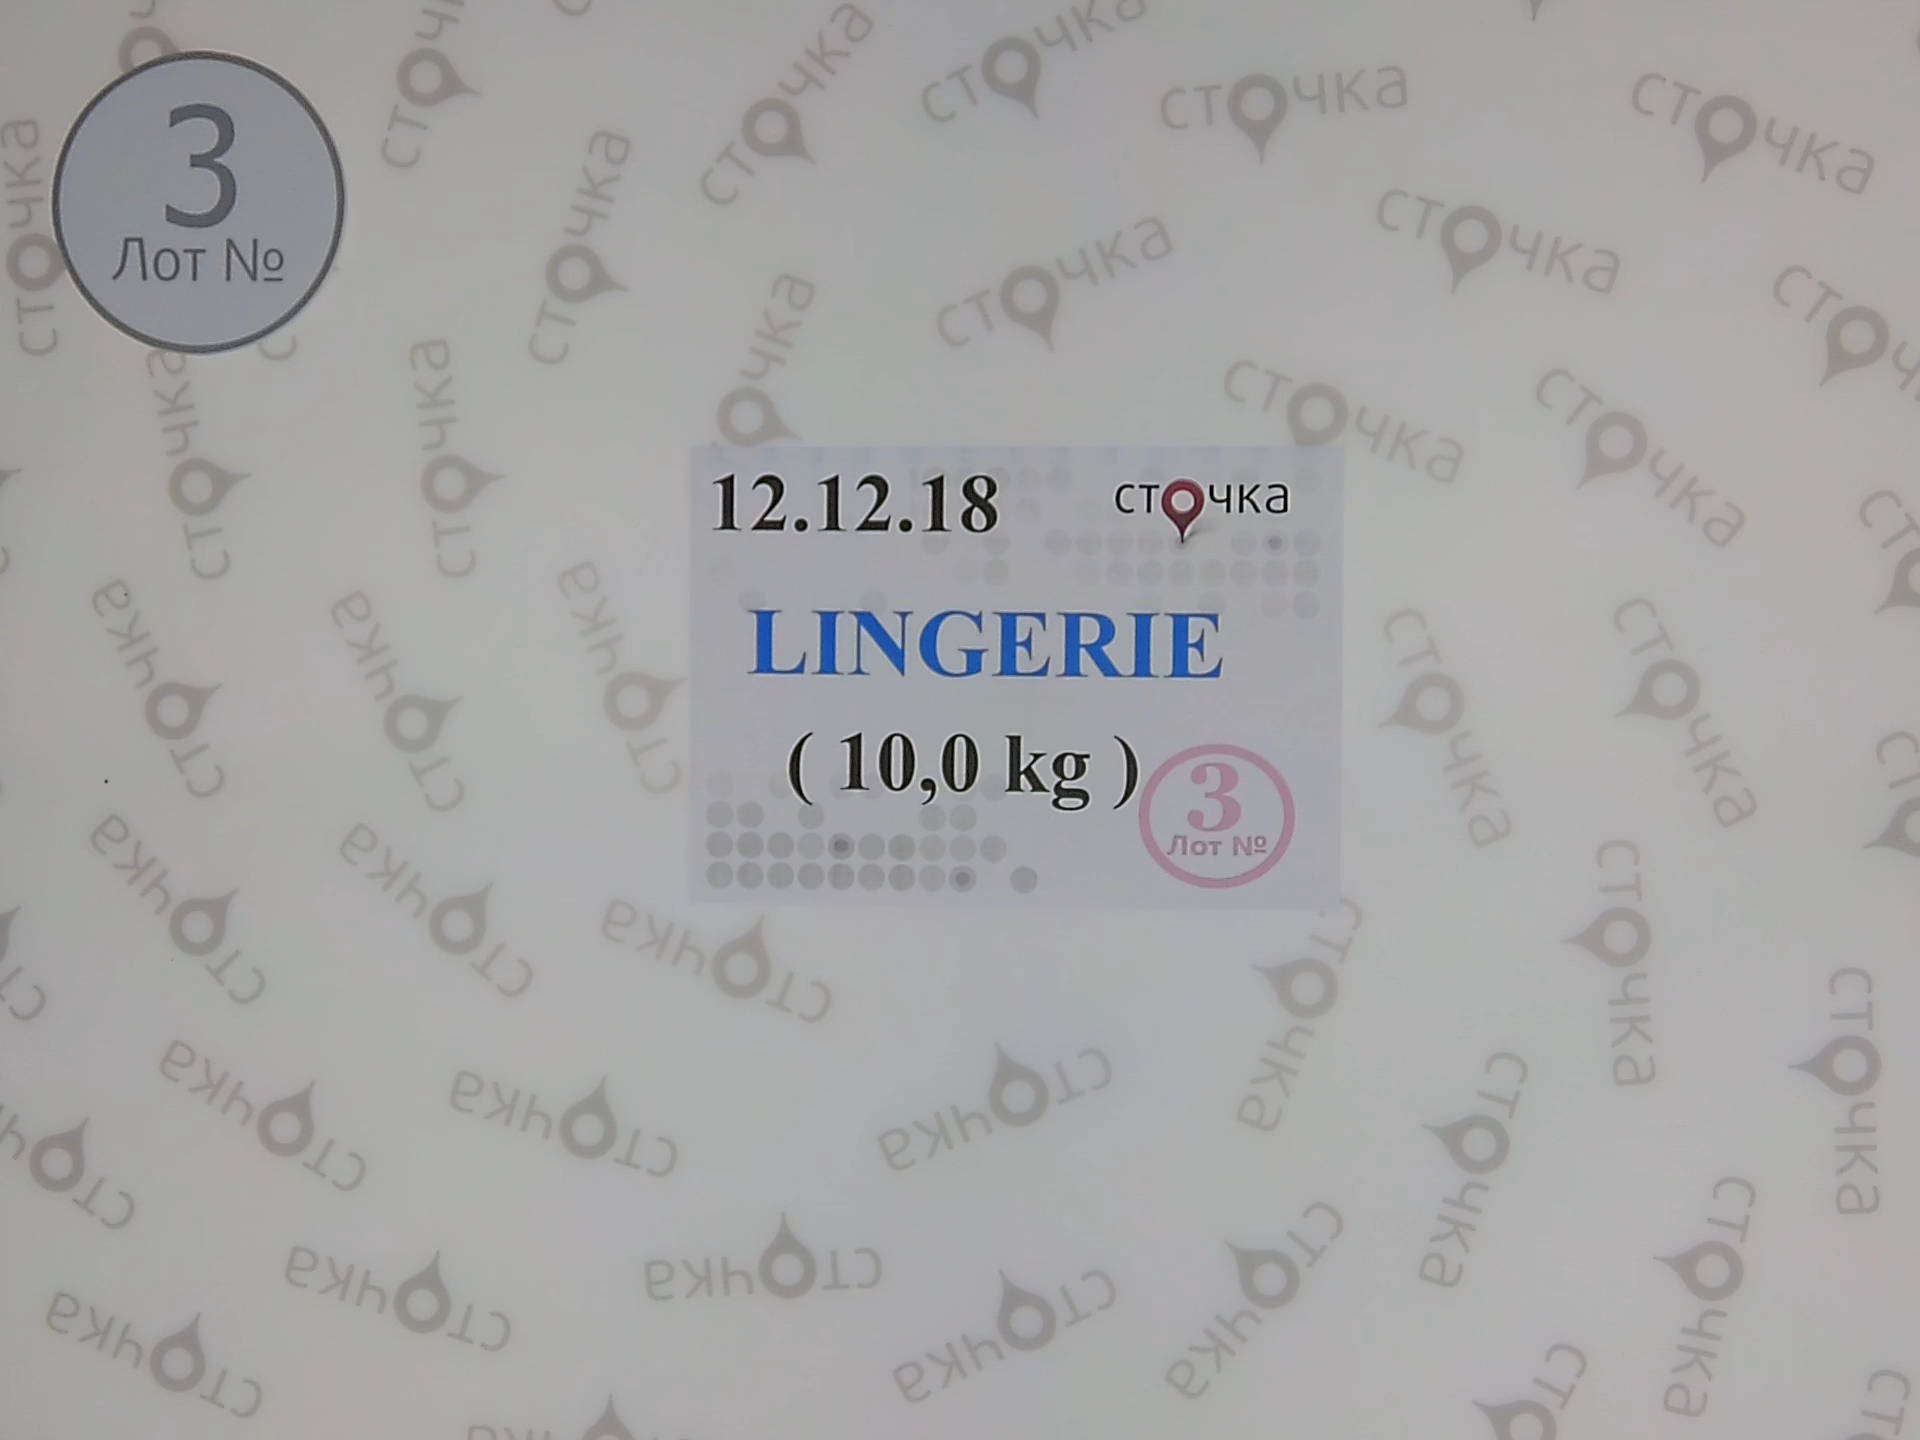 3
Лот №
12.12.18
сточка
LINGERIE
( 10,0 kg )
3
Лот №